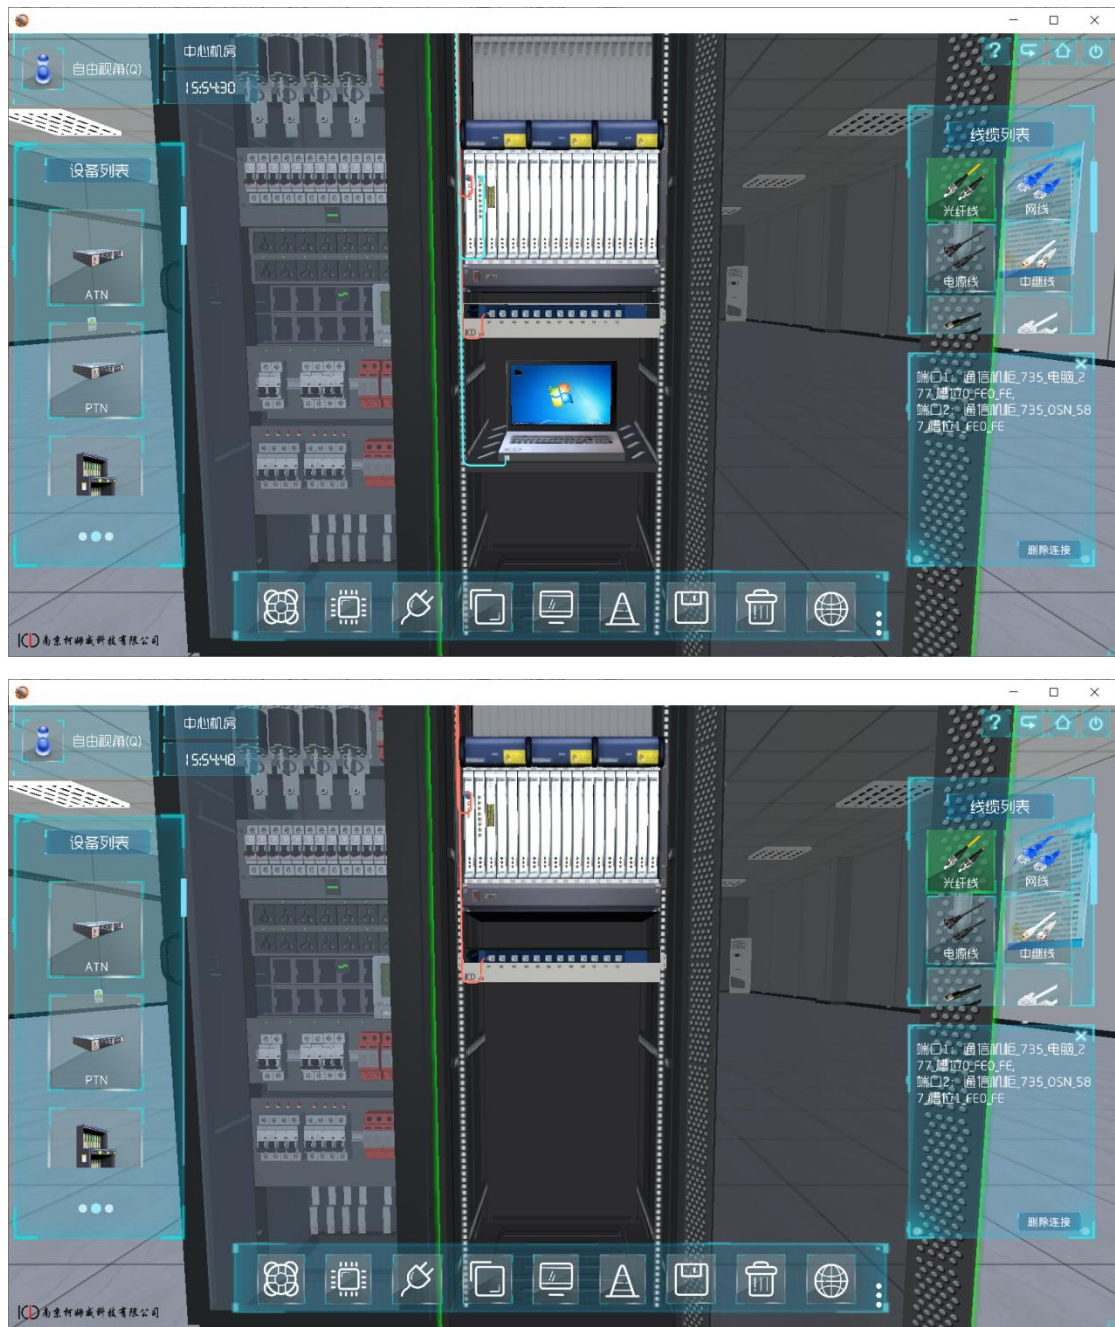 中心机房
自由视角(Q)
15:54:30
设备列表
ATN
PTN
线缆列表
光纤线
网线
电源线
中继线
端口1: 通信机柜_735_电脑_2
77_槽位0_FE0_FE,
端口2: 通信机柜_735_OSN_58
7_槽位1_FE0_FE
删除连接
南京柯姆威科技有限公司
中心机房
自由视角(Q)
15:54:48
设备列表
ATN
PTN
线缆列表
光纤线
网线
电源线
中继线
端口1: 通信机柜_735_电脑_2
77_槽位0_FE0_FE,
端口2: 通信机柜_735_OSN_58
7_槽位1_FE0_FE
删除连接
南京柯姆威科技有限公司